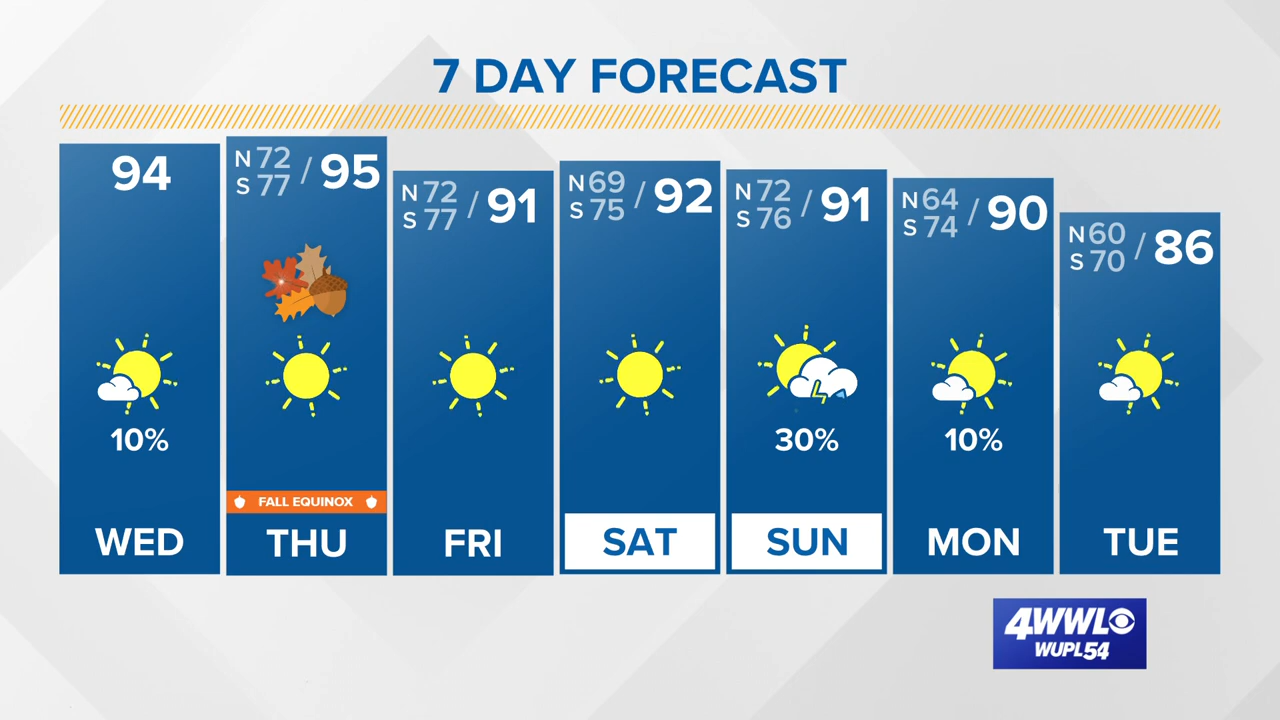 7 DAY FORECAST
94
10%
WED
N 72 / 95
S 77
FALL EQUINOX
THU
N 72 / 91
S 77
FRI
N 69 / 92
S 75
SAT
N 72 / 91
S 76
30%
SUN
N 64 / 90
S 74
10%
MON
N 60 / 86
S 70
TUE
4WWL
WUPL54